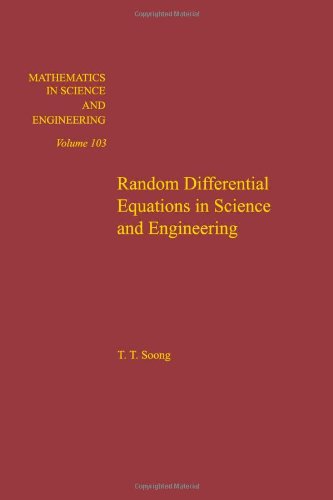 MATHEMATICS
IN SCIENCE
AND
ENGINEERING
Volume 103
Random Differential
Equations in Science
and Engineering
T. T. Soong